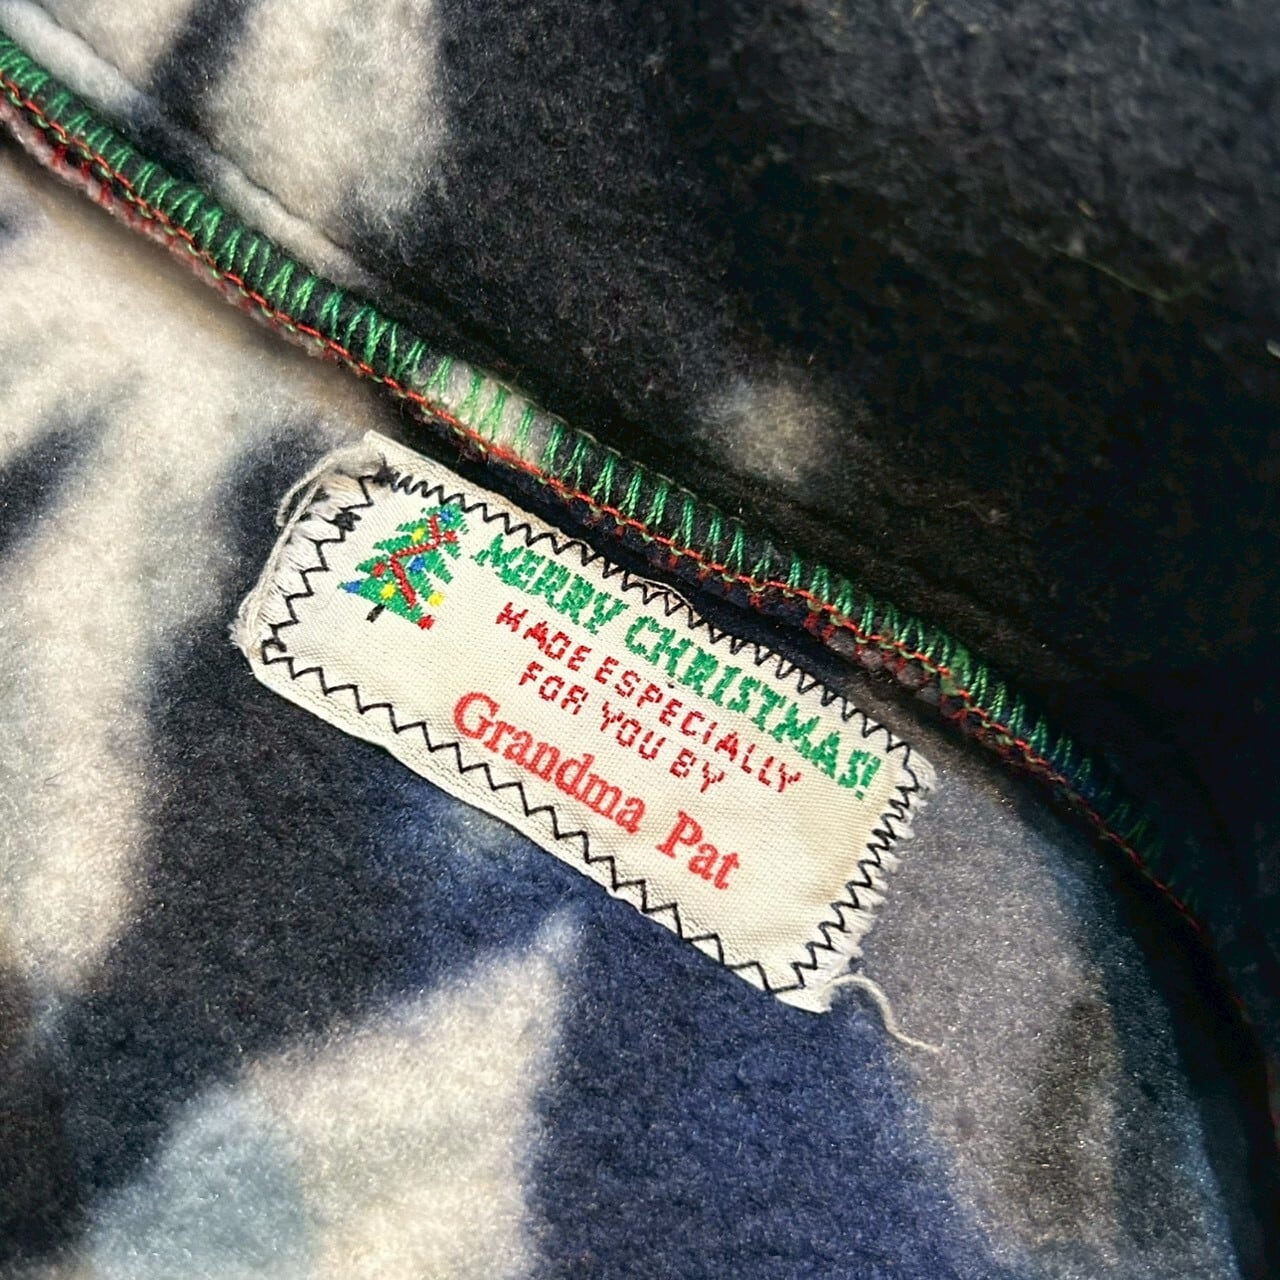 MERRY CHRISTMAS!
MADE ESPECIALLY
FOR YOU BY
Grandma Pat